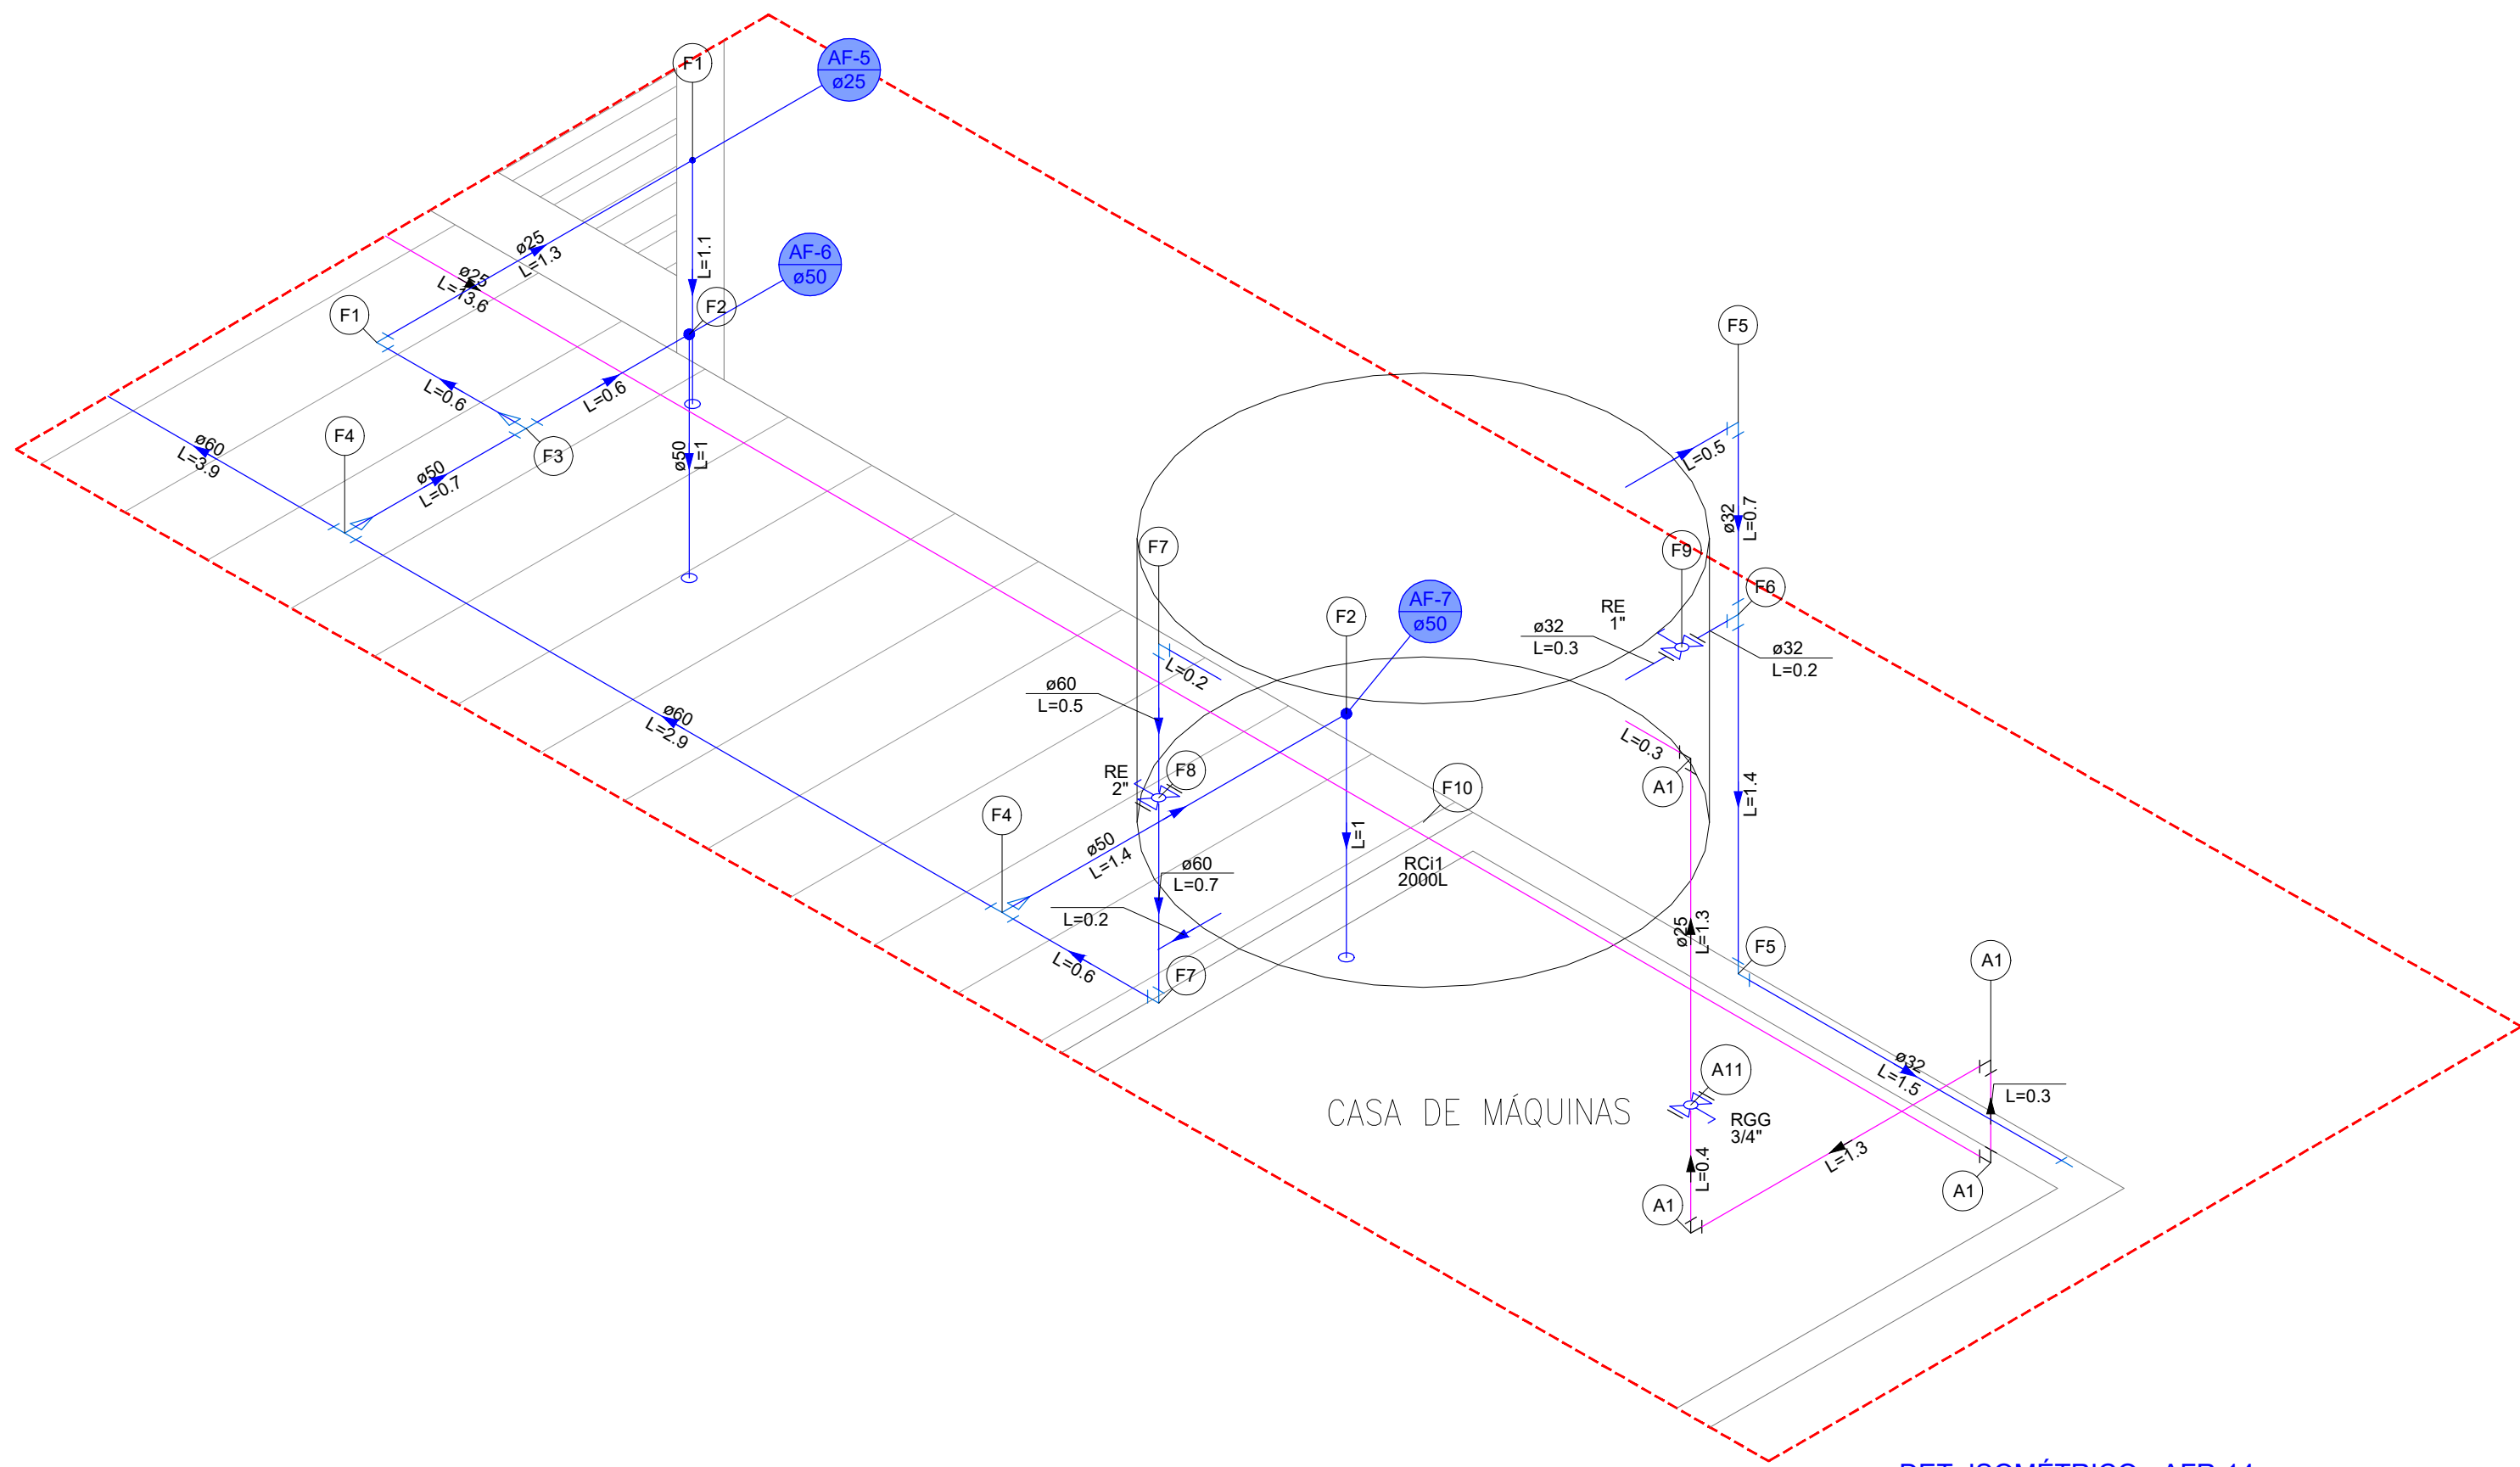 F1
AF-5
ø25
ø25
L=1.3
L=1.1
AF-6
ø50
ø25
L=13.6
F1
F2
F5
L=0.6
L=0.6
F4
ø60
L=3.9
F3
ø50
L=0.7
ø50
L=1
L=0.5
ø32
L=0.7
F7
F9
AF-7
ø50
F2
RE
1"
F6
ø32
L=0.3
ø32
L=0.2
L=0.2
ø60
L=0.5
ø60
L=2.9
L=0.3
RE
2"
F8
F10
A1
L=1.4
F4
ø50
L=1.4
L=1
ø60
L=0.7
RCi1
2000L
L=0.2
ø25
L=1.3
L=0.6
F7
F5
A1
ø32
L=1.5
A11
L=0.3
CASA DE MÁQUINAS
RGG
3/4"
L=0.4
L=1.3
A1
A1